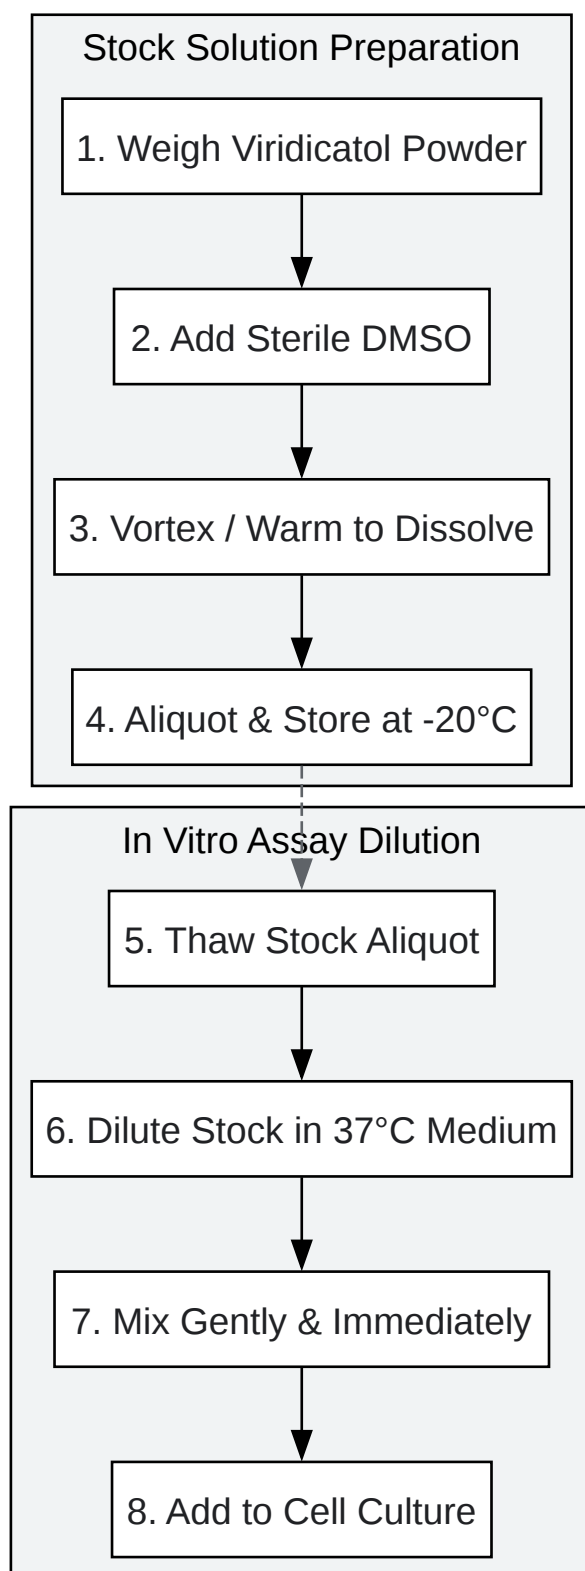 Stock Solution Preparation
1. Weigh Viridicatol Powder
2. Add Sterile DMSO
3. Vortex / Warm to Dissolve
4. Aliquot & Store at -20°C
In Vitro Assay Dilution
5. Thaw Stock Aliquot
6. Dilute Stock in 37°C Medium
7. Mix Gently & Immediately
8. Add to Cell Culture